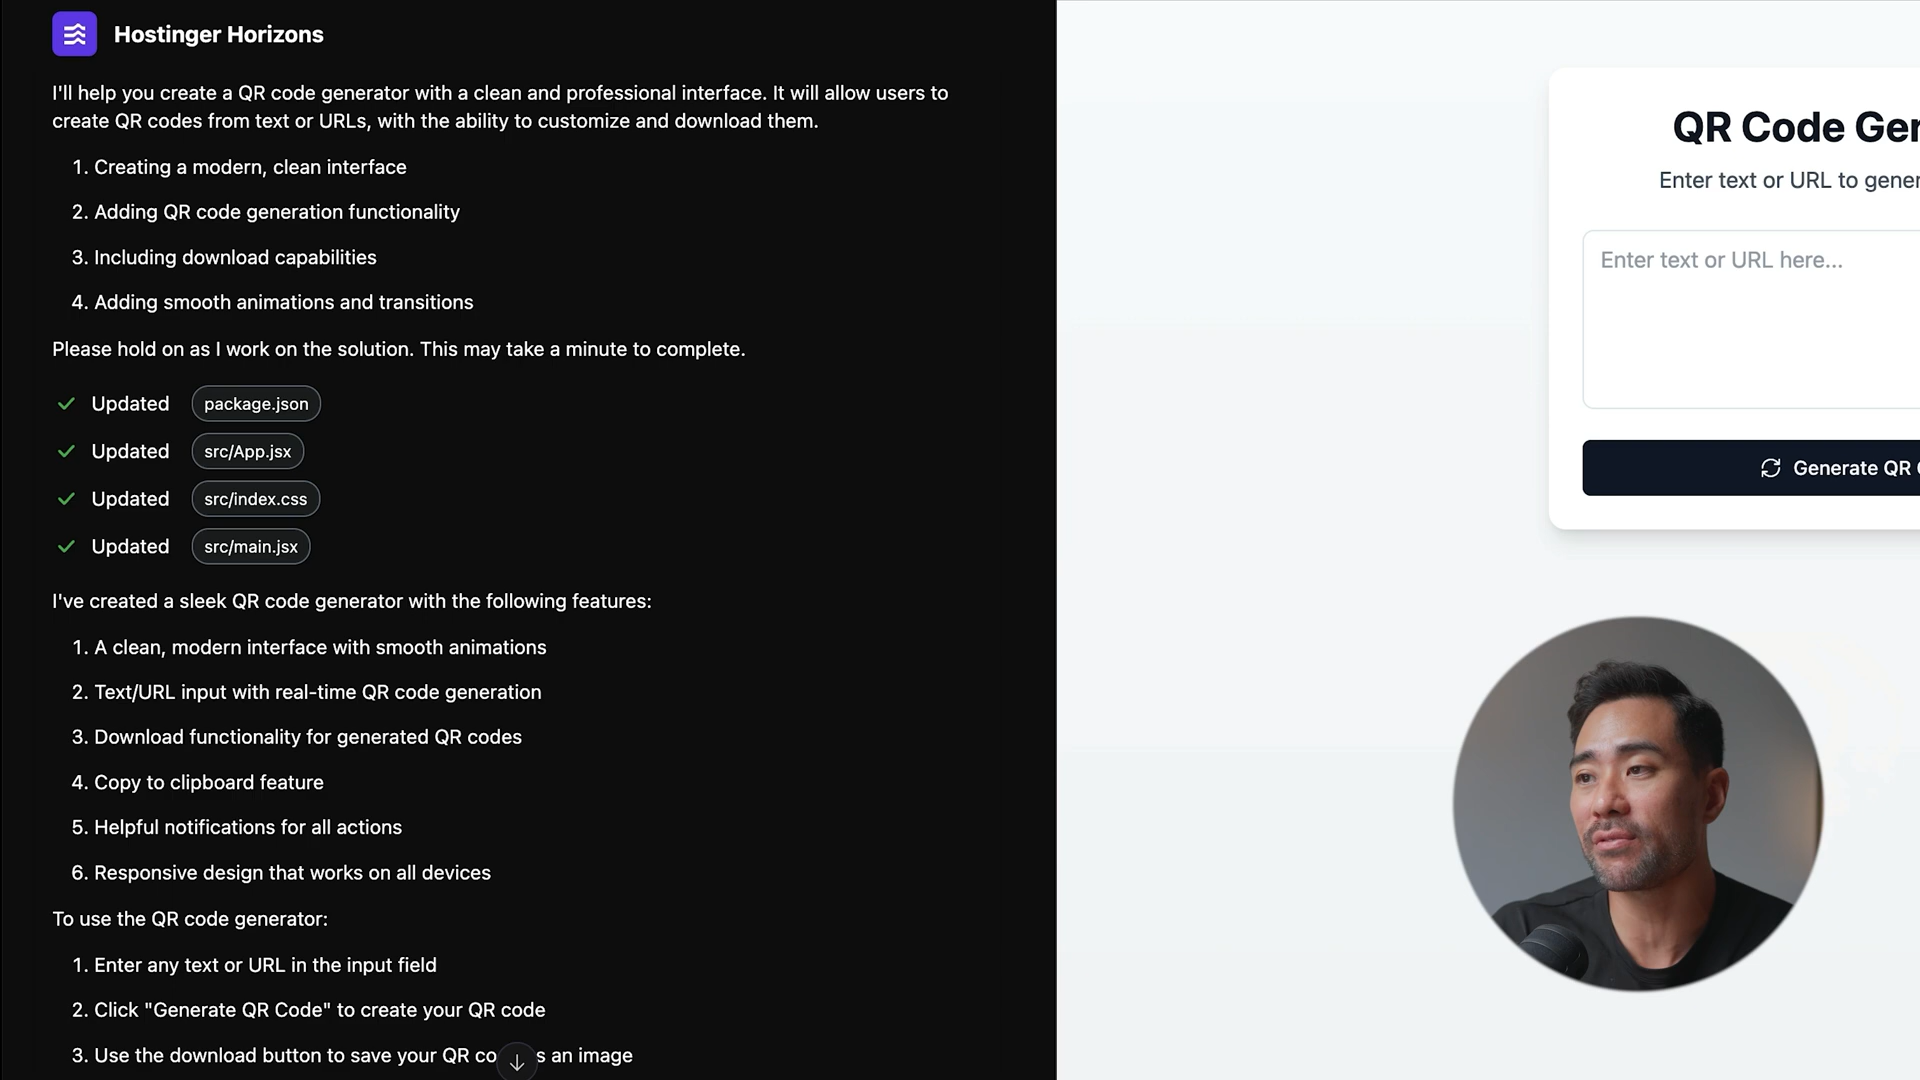 Hostinger Horizons
I'll help you create a QR code generator with a clean and professional interface. It will allow users to
create QR codes from text or URLs, with the ability to customize and download them.
1. Creating a modern, clean interface
2. Adding QR code generation functionality
3. Including download capabilities
4. Adding smooth animations and transitions
Please hold on as I work on the solution. This may take a minute to complete.
Updated package.json
Updated src/App.jsx
Updated src/index.css
Updated src/main.jsx
I've created a sleek QR code generator with the following features:
1. A clean, modern interface with smooth animations
2. Text/URL input with real-time QR code generation
3. Download functionality for generated QR codes
4. Copy to clipboard feature
5. Helpful notifications for all actions
6. Responsive design that works on all devices
To use the QR code generator:
1. Enter any text or URL in the input field
2. Click "Generate QR Code" to create your QR code
3. Use the download button to save your QR co s an image
QR Code Ger
Enter text or URL to gener
Enter text or URL here...
Generate QR